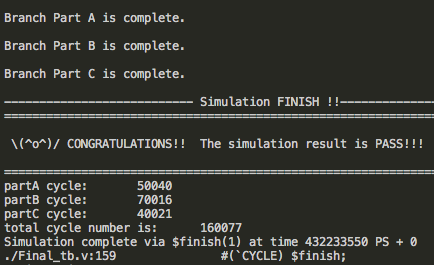 Branch Part A is complete.
Branch Part B is complete.
Branch Part C is complete.
--------------------------- Simulation FINISH !!-------------
============================================================
\(^o^)/ CONGRATULATIONS!!  The simulation result is PASS!!!
============================================================
partA cycle:       50040
partB cycle:       70016
partC cycle:       40021
total cycle number is:      160077
Simulation complete via $finish(1) at time 432233550 PS + 0
./Final_tb.v:159               #(`CYCLE) $finish;